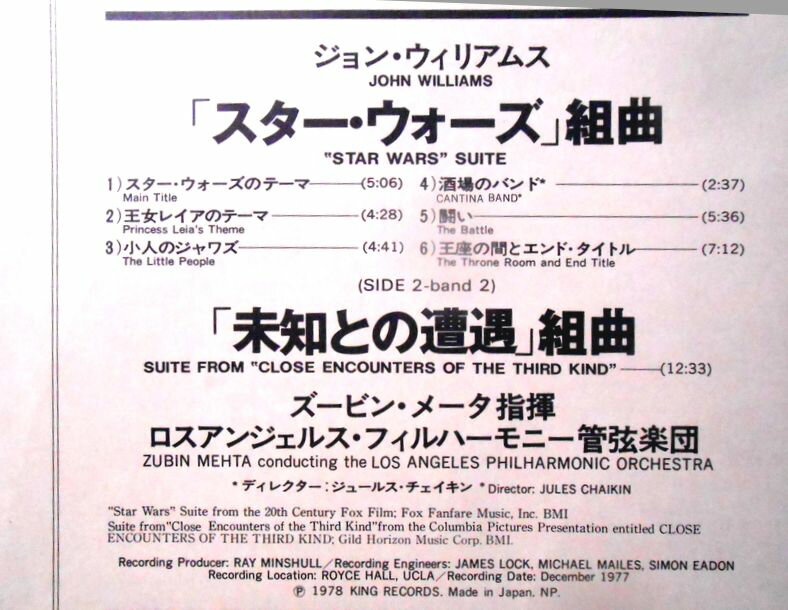 ジョン・ウィリアムス
JOHN WILLIAMS
「スター・ウォーズ」組曲
"STAR WARS" SUITE
1）スター・ウォーズのテーマ───(5:06)
Main Title
2）王女レイアのテーマ───(4:28)
Princess Leia's Theme
3）小人のジャワズ───(4:41)
The Little People
4）酒場のバンド*───(2:37)
CANTINA BAND*
5）闘い───(5:36)
The Battle
6）王座の間とエンド・タイトル───(7:12)
The Throne Room and End Title
(SIDE 2-band 2)
「未知との遭遇」組曲
SUITE FROM "CLOSE ENCOUNTERS OF THE THIRD KIND"───(12:33)
ズービン・メータ指揮
ロスアンジェルス・フィルハーモニー管弦楽団
ZUBIN MEHTA conducting the LOS ANGELES PHILHARMONIC ORCHESTRA
*ディレクター：ジュールス・チェイキン *Director: JULES CHAIKIN
"Star Wars" Suite from the 20th Century Fox Film; Fox Fanfare Music, Inc. BMI
Suite from"Close Encounters of the Third Kind"from the Columbia Pictures Presentation entitled CLOSE
ENCOUNTERS OF THE THIRD KIND; Gild Horizon Music Corp. BMI.
Recording Producer: RAY MINSHULL／Recording Engineers: JAMES LOCK, MICHAEL MAILES, SIMON EADON
Recording Location: ROYCE HALL, UCLA／Recording Date: December 1977
℗ 1978 KING RECORDS. Made in Japan. NP.